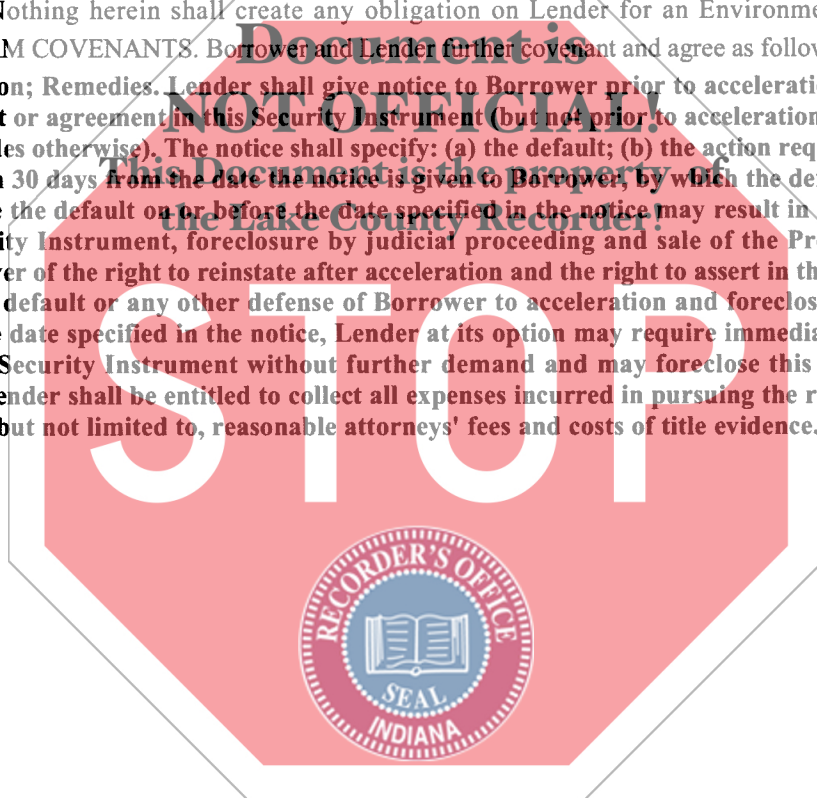 Nothing herein shall create any obligation on Lender for an Environme
M COVENANTS. Borrower and Lender further covenant and agree as follow
Document is
on; Remedies. Lender shall give notice to Borrower prior to accelerati
NOT OFFICIAL!
t or agreement in this Security Instrument (but not prior to acceleration
les otherwise). The notice shall specify: (a) the default; (b) the action req
This Document is the property of
30 days from the date the notice is given to Borrower, by which the def
the default on or before the date specified in the notice may result in
the Lake County Recorder!
ity Instrument, foreclosure by judicial proceeding and sale of the Pr
er of the right to reinstate after acceleration and the right to assert in th
default or any other defense of Borrower to acceleration and foreclos
date specified in the notice, Lender at its option may require immedia
Security Instrument without further demand and may foreclose this
ender shall be entitled to collect all expenses incurred in pursuing the r
but not limited to, reasonable attorneys' fees and costs of title evidence.
STOP
RECORDER'S OFFICE
SEAL
INDIANA